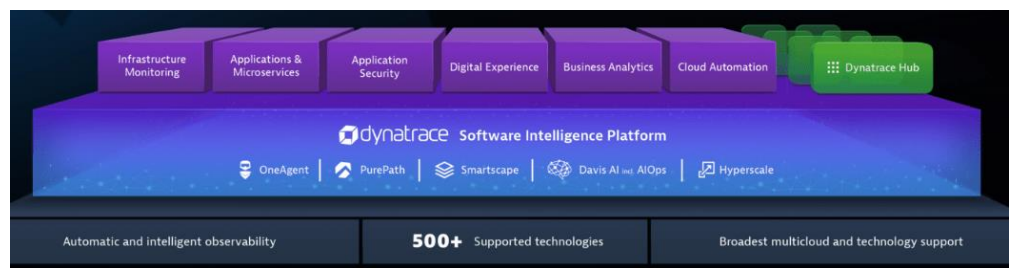 Infrastructure
Monitoring
Applications &
Microservices
Application
Security
Digital Experience
Business Analytics
Cloud Automation
Dynatrace Hub
dynatrace Software Intelligence Platform
OneAgent
PurePath
Smartscape
Davis AI incl. AIOps
Hyperscale
Automatic and intelligent observability
500+ Supported technologies
Broadest multicloud and technology support